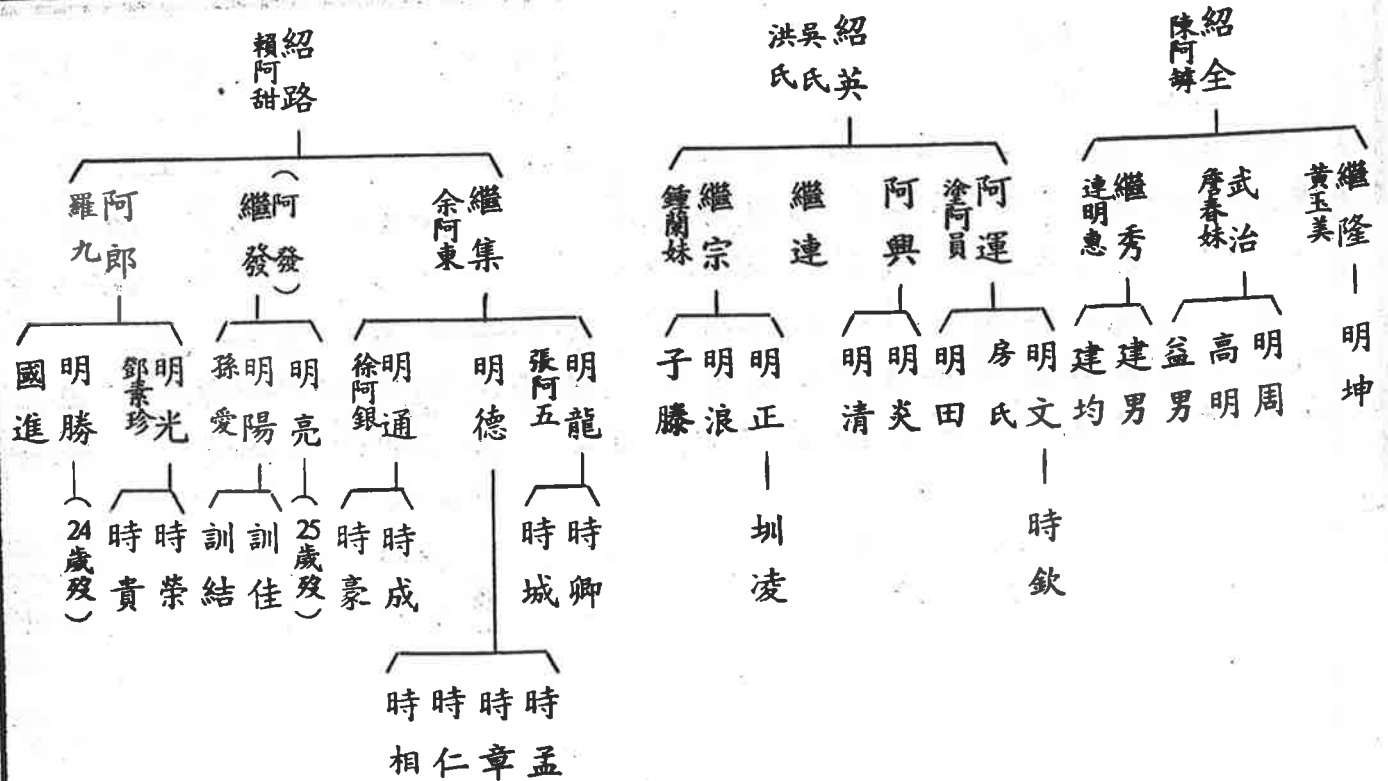 紹全
陳阿
紹英
吳氏
洪氏
紹路
賴阿甜
繼隆
黃玉美
武治
詹春妹
繼秀
連明惠
阿運
塗阿員
阿興
繼連
繼宗
鍾蘭妹
繼集
余阿東
(阿發)
繼發
阿郎
羅九
明坤
明周
高明
益男
建男
建均
明文
房氏
明田
明炎
明清
明正
明浪
子滕
明龍
張阿五
明德
明通
徐阿銀
明亮
明陽
孫愛
明光
鄧素珍
明勝
國進
時欽
圳凌
時卿
時城
時成
時豪
(25歲歿)
訓佳
訓結
時榮
時貴
(24歲歿)
時孟
時章
時仁
時相